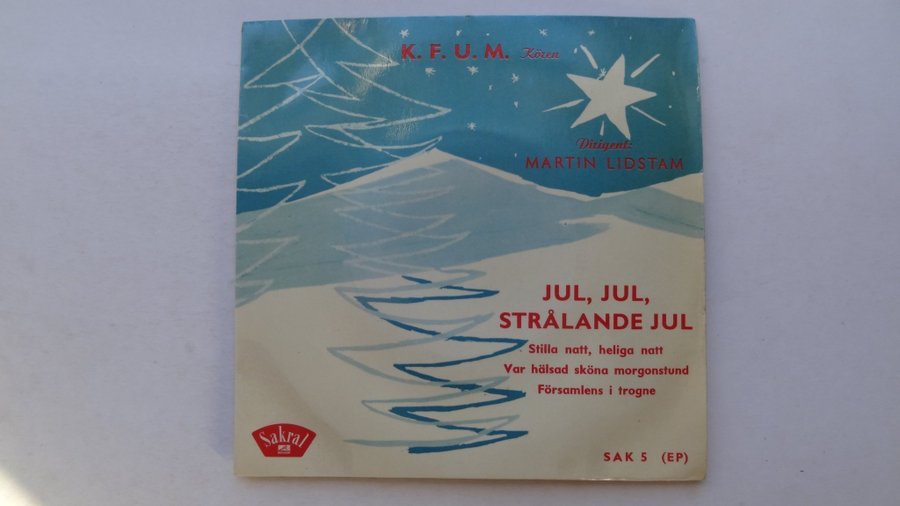 K. F. U. M. Kören
Dirigent:
MARTIN LIDSTAM
JUL, JUL,
STRÅLANDE JUL
Stilla natt, heliga natt
Var hälsad sköna morgonstund
Församlens i trogne
Sakral
SAK 5 (EP)